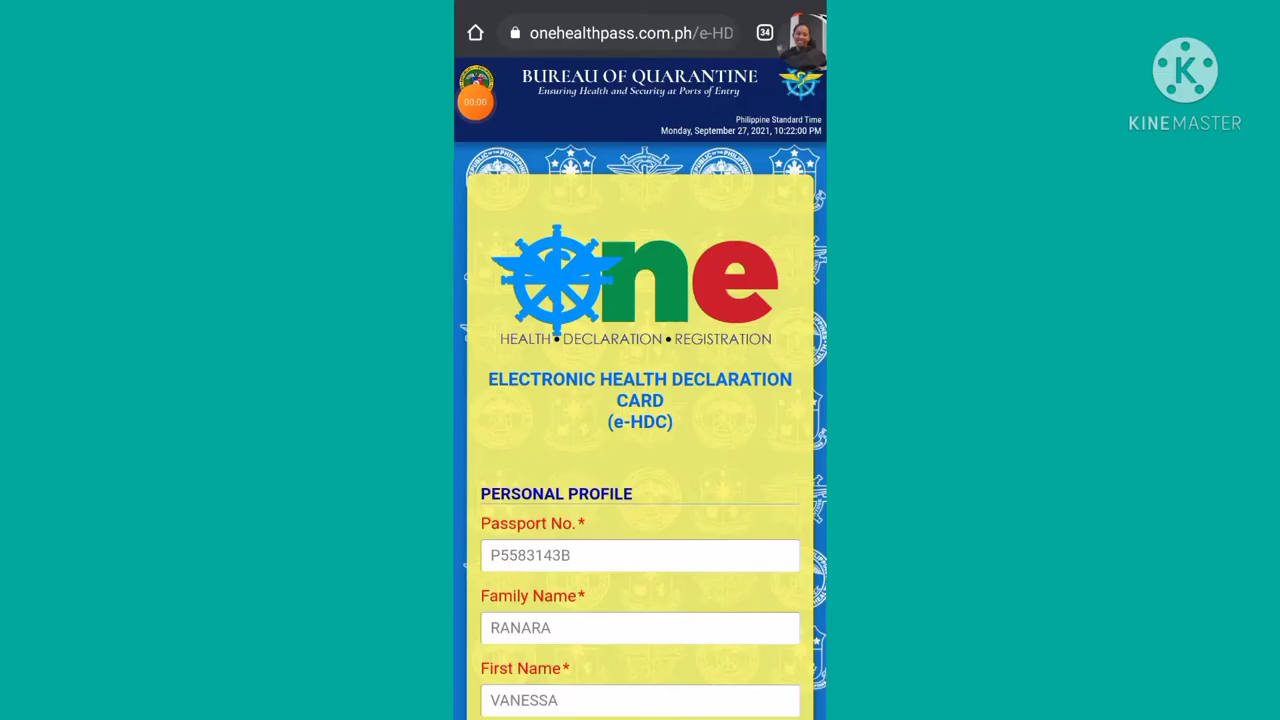 onehealthpass.com.ph/e-HD
34
00:00
BUREAU OF QUARANTINE
Ensuring Health and Security at Ports of Entry
Philippine Standard Time
Monday, September 27, 2021, 10:22:00 PM
K
KINEMASTER
one
HEALTH • DECLARATION • REGISTRATION
ELECTRONIC HEALTH DECLARATION
CARD
(e-HDC)
PERSONAL PROFILE
Passport No.*
P5583143B
Family Name*
RANARA
First Name*
VANESSA